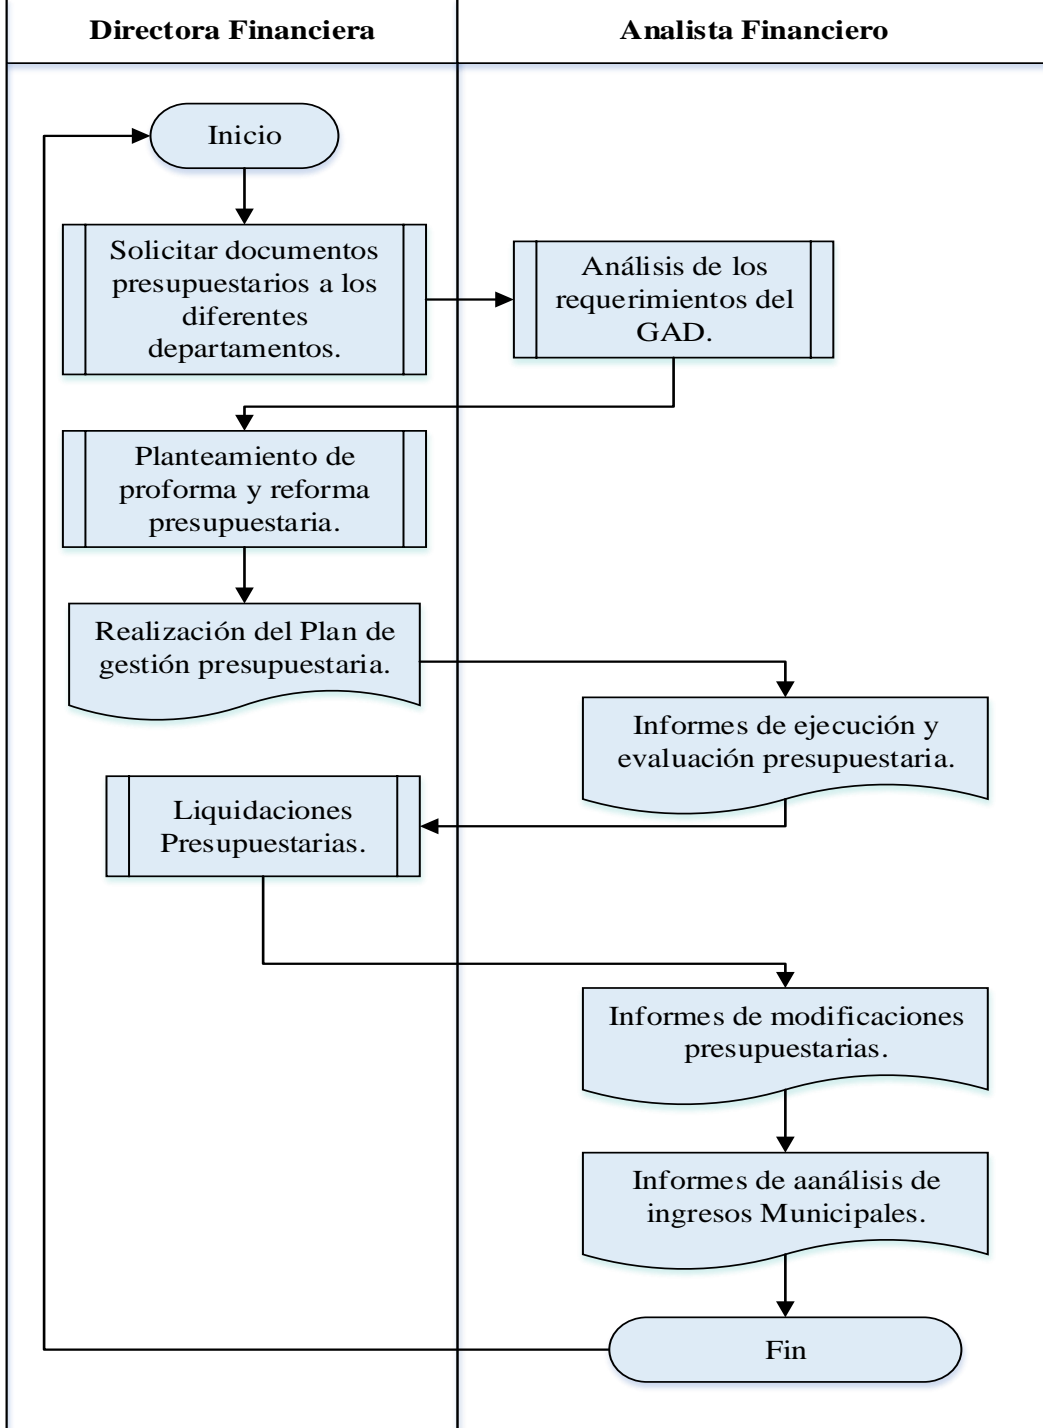 Directora Financiera
Analista Financiero
Inicio
Solicitar documentos
presupuestarios a los
diferentes
departamentos.
Análisis de los
requerimientos del
GAD.
Planteamiento de
proforma y reforma
presupuestaria.
Realización del Plan de
gestión presupuestaria.
Informes de ejecución y
evaluación presupuestaria.
Liquidaciones
Presupuestarias.
Informes de modificaciones
presupuestarias.
Informes de aanálisis de
ingresos Municipales.
Fin